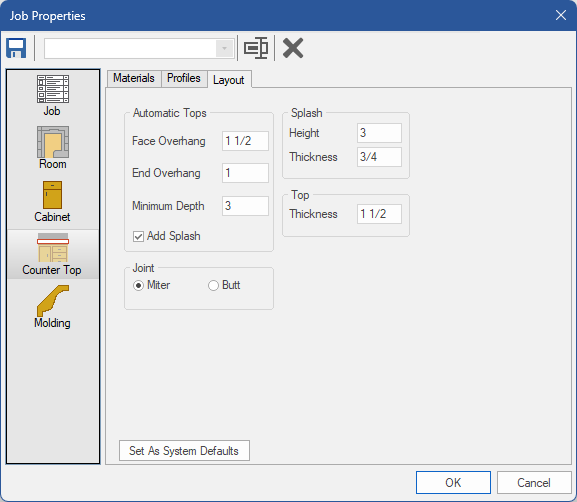 Job Properties
Job
Room
Cabinet
Counter Top
Molding
Materials Profiles Layout
Automatic Tops
Face Overhang 1 1/2
End Overhang 1
Minimum Depth 3
Add Splash
Joint
Miter Butt
Splash
Height 3
Thickness 3/4
Top
Thickness 1 1/2
Set As System Defaults
OK Cancel